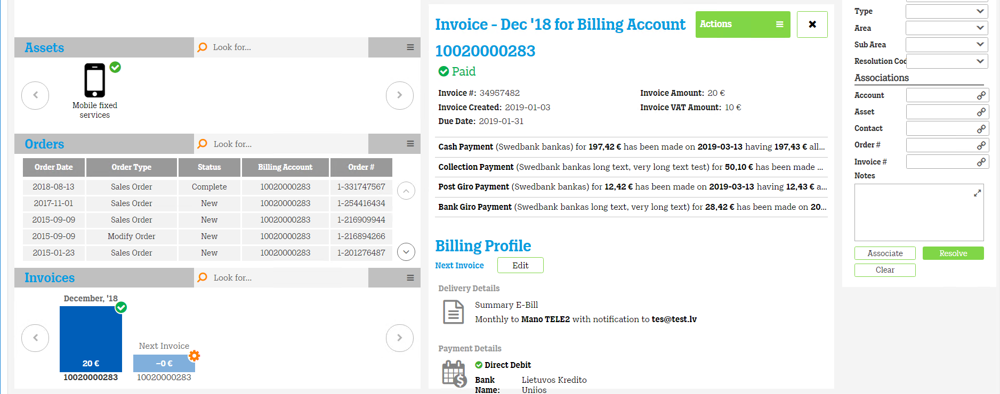 Assets
Look for...
Mobile fixed
services
Orders
Look for...
Order Date Order Type Status Billing Account Order #
2018-08-13 Sales Order Complete 10020000283 1-331747567
2017-11-01 Sales Order New 10020000283 1-254416434
2015-09-09 Sales Order New 10020000283 1-216909944
2015-09-09 Modify Order New 10020000283 1-216894266
2015-01-23 Sales Order New 10020000283 1-201276487
Invoices
Look for...
December, '18
20 €
10020000283
Next Invoice
-0 €
10020000283
Invoice - Dec '18 for Billing Account
10020000283
Actions
Paid
Invoice #: 34957482
Invoice Created: 2019-01-03
Due Date: 2019-01-31
Invoice Amount: 20 €
Invoice VAT Amount: 10 €
Cash Payment (Swedbank bankas) for 197,42 € has been made on 2019-03-13 having 197,43 € all...
Collection Payment (Swedbank bankas long text, very long text test) for 50,10 € has been made ...
Post Giro Payment (Swedbank bankas) for 12,42 € has been made on 2019-03-13 having 12,43 € a...
Bank Giro Payment (Swedbank bankas long text, very long text) for 28,42 € has been made on 20...
Billing Profile
Next Invoice
Edit
Delivery Details
Summary E-Bill
Monthly to Mano TELE2 with notification to tes@test.lv
Payment Details
Direct Debit
Bank Lietuvos Kredito
Name: Unijos
Type
Area
Sub Area
Resolution Cod
Associations
Account
Asset
Contact
Order #
Invoice #
Notes
Associate
Resolve
Clear